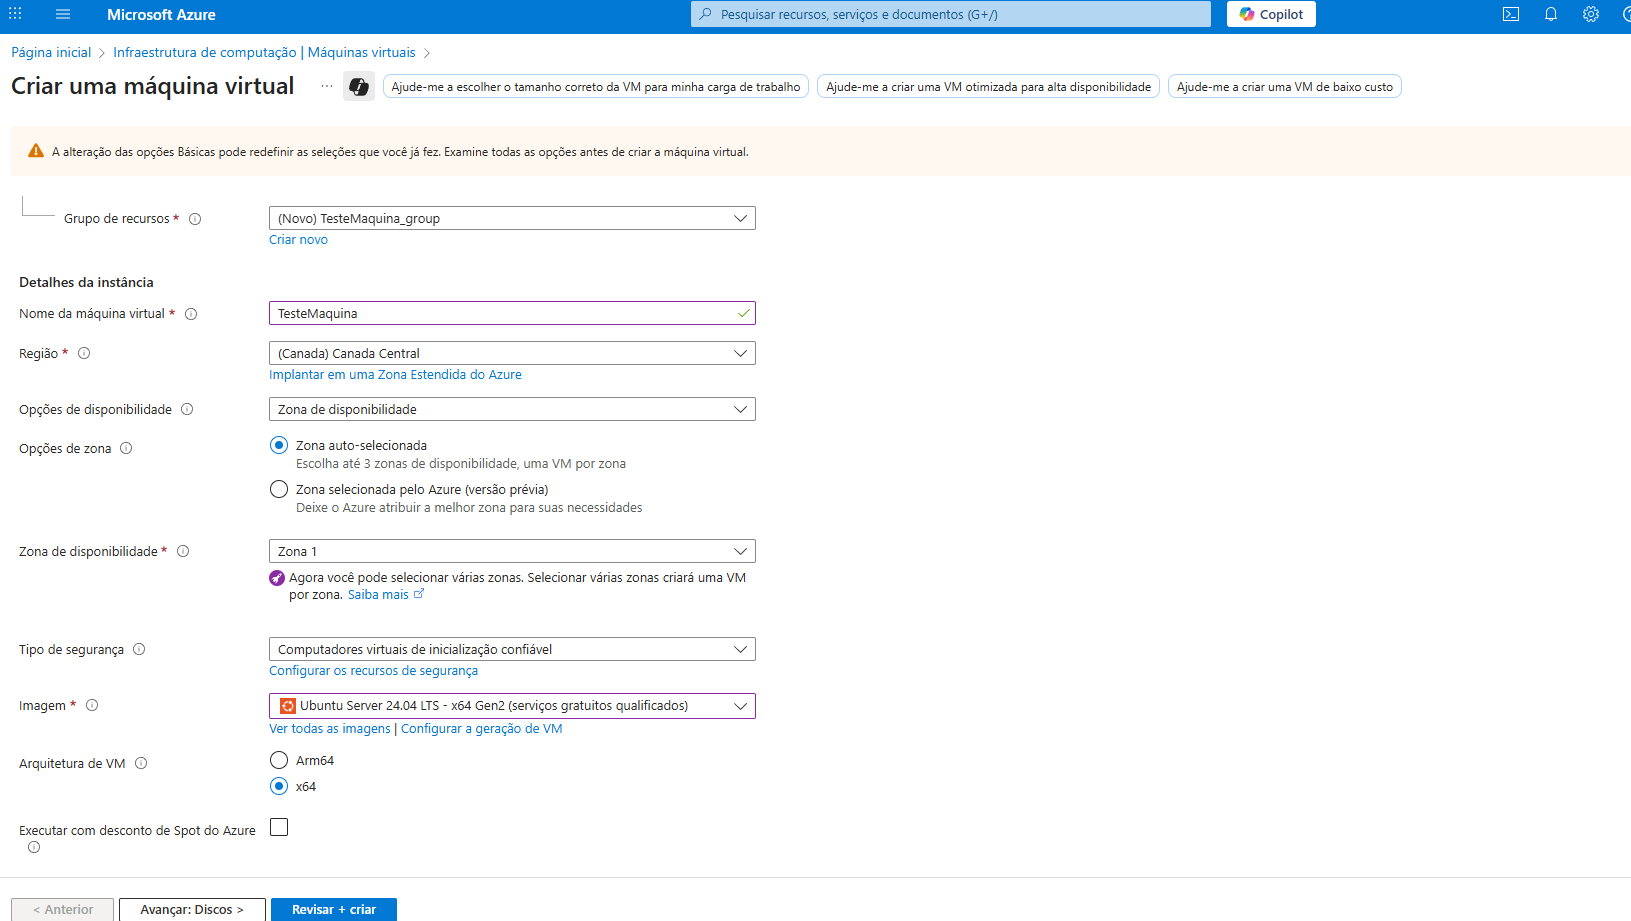 Microsoft Azure
Pesquisar recursos, serviços e documentos (G+/)
Copilot
Página inicial > Infraestrutura de computação | Máquinas virtuais >
Criar uma máquina virtual ...
Ajude-me a escolher o tamanho correto da VM para minha carga de trabalho
Ajude-me a criar uma VM otimizada para alta disponibilidade
Ajude-me a criar uma VM de baixo custo
A alteração das opções Básicas pode redefinir as seleções que você já fez. Examine todas as opções antes de criar a máquina virtual.
Grupo de recursos *
(Novo) TesteMaquina_group
Criar novo
Detalhes da instância
Nome da máquina virtual *
TesteMaquina
Região *
(Canada) Canada Central
Implantar em uma Zona Estendida do Azure
Opções de disponibilidade
Zona de disponibilidade
Opções de zona
Zona auto-selecionada
Escolha até 3 zonas de disponibilidade, uma VM por zona
Zona selecionada pelo Azure (versão prévia)
Deixe o Azure atribuir a melhor zona para suas necessidades
Zona de disponibilidade *
Zona 1
Agora você pode selecionar várias zonas. Selecionar várias zonas criará uma VM
por zona. Saiba mais
Tipo de segurança
Computadores virtuais de inicialização confiável
Configurar os recursos de segurança
Imagem *
Ubuntu Server 24.04 LTS - x64 Gen2 (serviços gratuitos qualificados)
Ver todas as imagens | Configurar a geração de VM
Arquitetura de VM
Arm64
x64
Executar com desconto de Spot do Azure
< Anterior
Avançar: Discos >
Revisar + criar